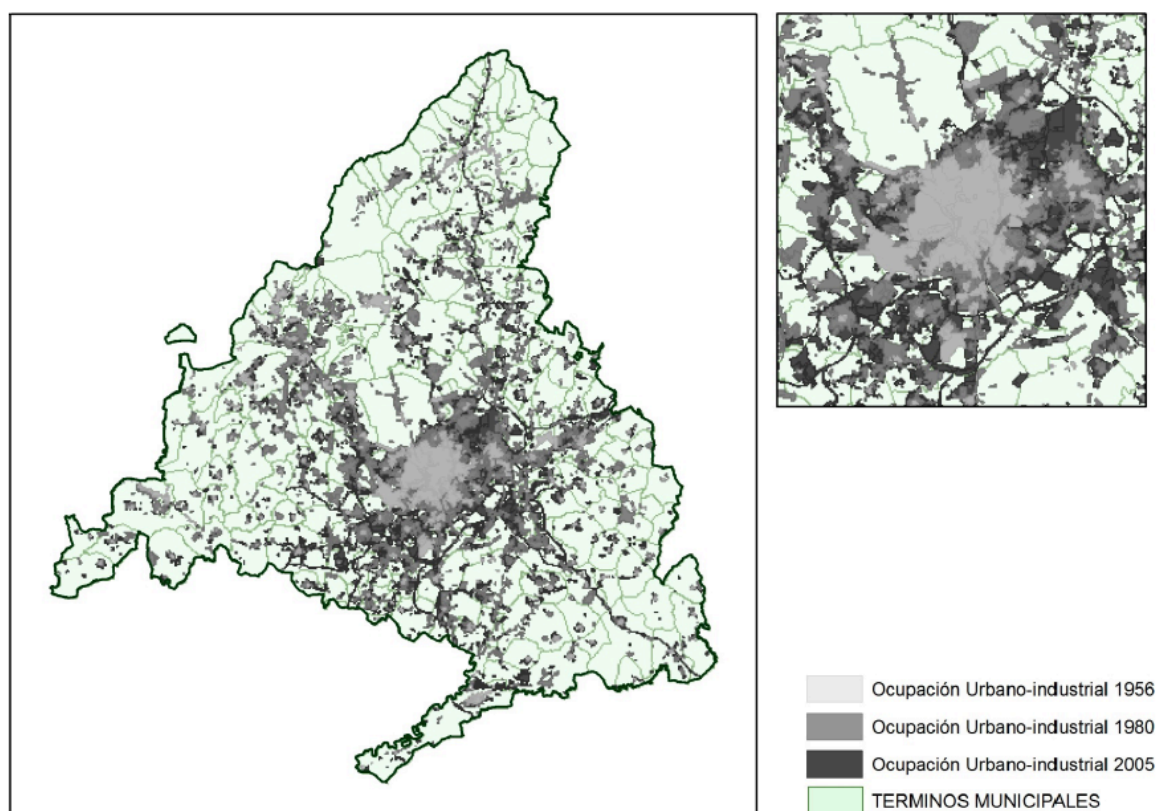 Ocupación Urbano-industrial 1956
Ocupación Urbano-industrial 1980
Ocupación Urbano-industrial 2005
TERMINOS MUNICIPALES